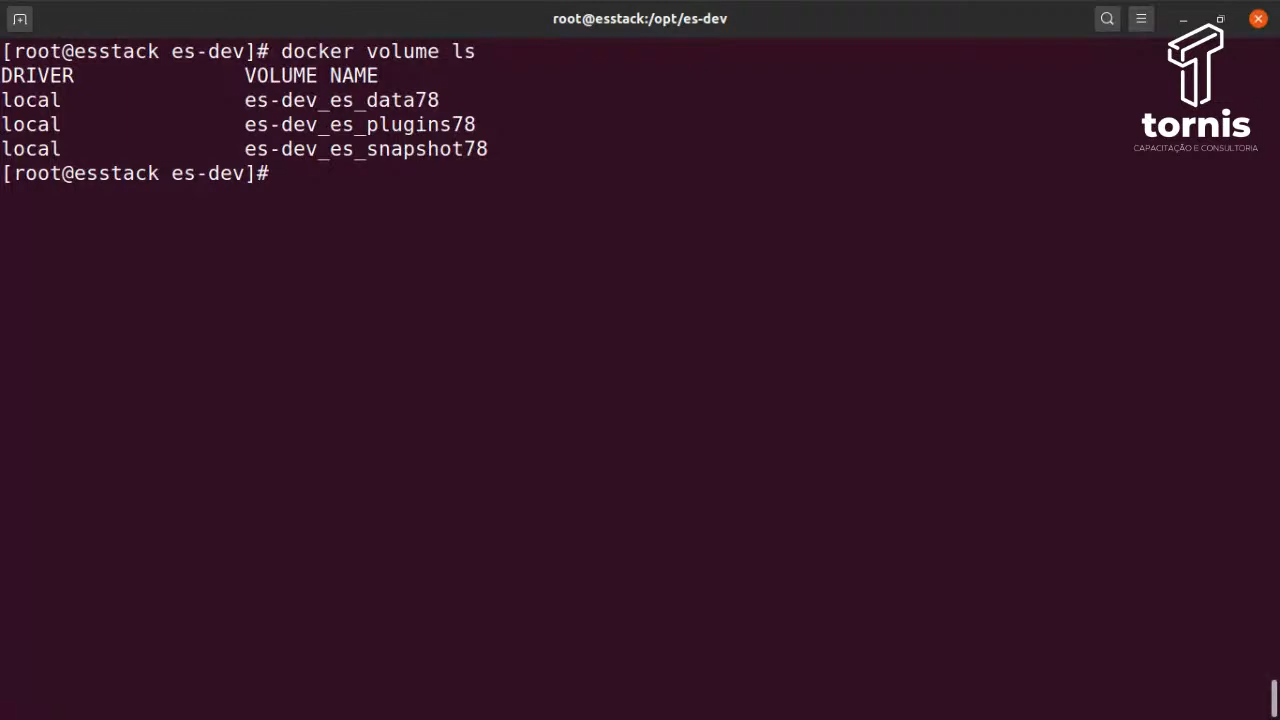 root@esstack:/opt/es-dev
[root@esstack es-dev]# docker volume ls
DRIVER              VOLUME NAME
local               es-dev_es_data78
local               es-dev_es_plugins78
local               es-dev_es_snapshot78
[root@esstack es-dev]#
tornis
CAPACITAÇÃO E CONSULTORIA